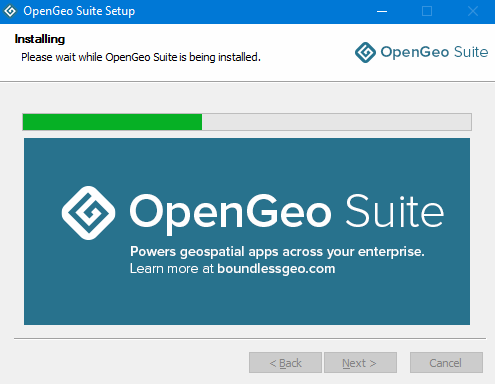 OpenGeo Suite Setup
Installing
Please wait while OpenGeo Suite is being installed.
OpenGeo Suite
OpenGeo Suite
Powers geospatial apps across your enterprise.
Learn more at boundlessgeo.com
< Back Next > Cancel